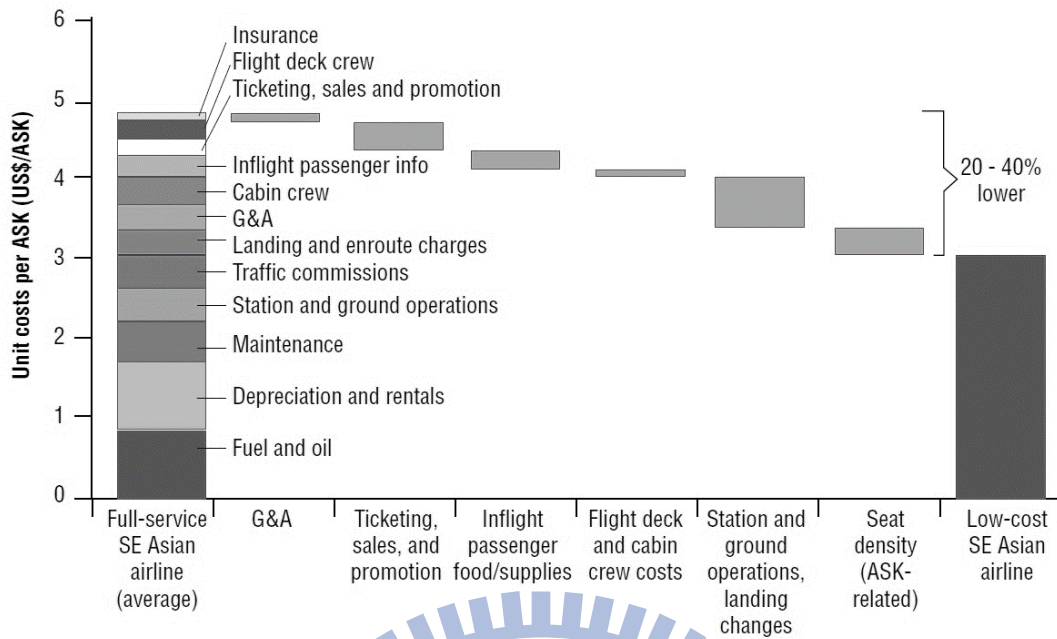 Unit costs per ASK (US$/ASK)
6
5
4
3
2
1
0
Insurance
Flight deck crew
Ticketing, sales and promotion
Inflight passenger info
Cabin crew
G&A
Landing and enroute charges
Traffic commissions
Station and ground operations
Maintenance
Depreciation and rentals
Fuel and oil
20 - 40%
lower
Full-service
SE Asian
airline
(average)
G&A
Ticketing,
sales, and
promotion
Inflight
passenger
food/supplies
Flight deck
and cabin
crew costs
Station and
ground
operations,
landing
changes
Seat
density
(ASK-
related)
Low-cost
SE Asian
airline